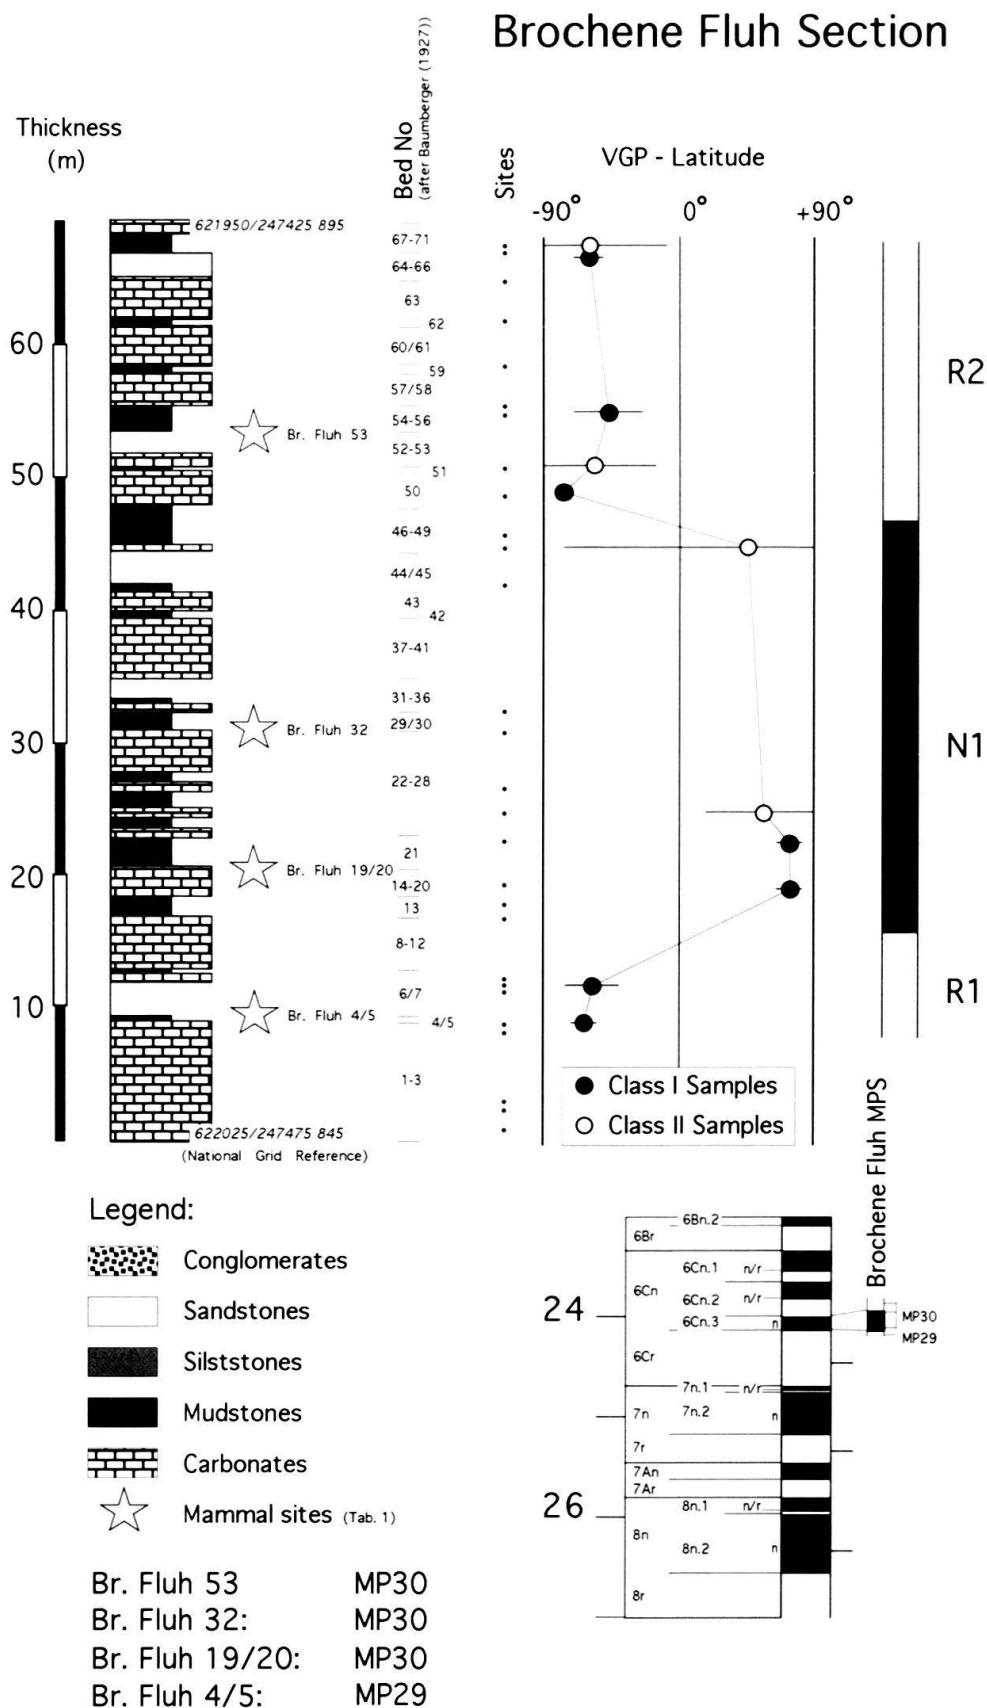 Brochene Fluh Section
Thickness
(m)
Bed No
(after Baumberger (1927))
Sites
VGP - Latitude
-90°
0°
+90°
621950/247425 895
67-71
64-66
63
62
60
60/61
59
57/58
R2
54-56
Br. Fluh 53
52-53
51
50
50
46-49
44/45
43
40
42
37-41
31-36
Br. Fluh 32
29/30
30
N1
22-28
21
Br. Fluh 19/20
20
14-20
13
8-12
6/7
R1
10
Br. Fluh 4/5
4/5
1-3
Class I Samples
Class II Samples
622025/247475 845
(National Grid Reference)
Brochene Fluh MPS
Legend:
Conglomerates
Sandstones
Silststones
Mudstones
Carbonates
Mammal sites (Tab. 1)
Br. Fluh 53 MP30
Br. Fluh 32: MP30
Br. Fluh 19/20: MP30
Br. Fluh 4/5: MP29
6Bn.2
6Br
6Cn.1 n/r
6Cn
6Cn.2 n/r
24
6Cn.3 n
MP30
MP29
6Cr
7n.1 n/r
7n 7n.2 n
7r
7An
7Ar
26
8n.1 n/r
8n 8n.2 n
8r